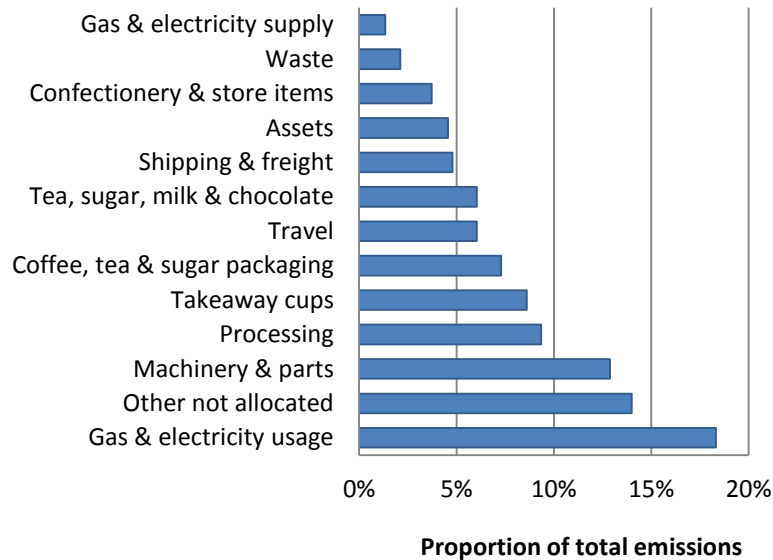 Gas & electricity supply
Waste
Confectionery & store items
Assets
Shipping & freight
Tea, sugar, milk & chocolate
Travel
Coffee, tea & sugar packaging
Takeaway cups
Processing
Machinery & parts
Other not allocated
Gas & electricity usage
0% 5% 10% 15% 20%
Proportion of total emissions